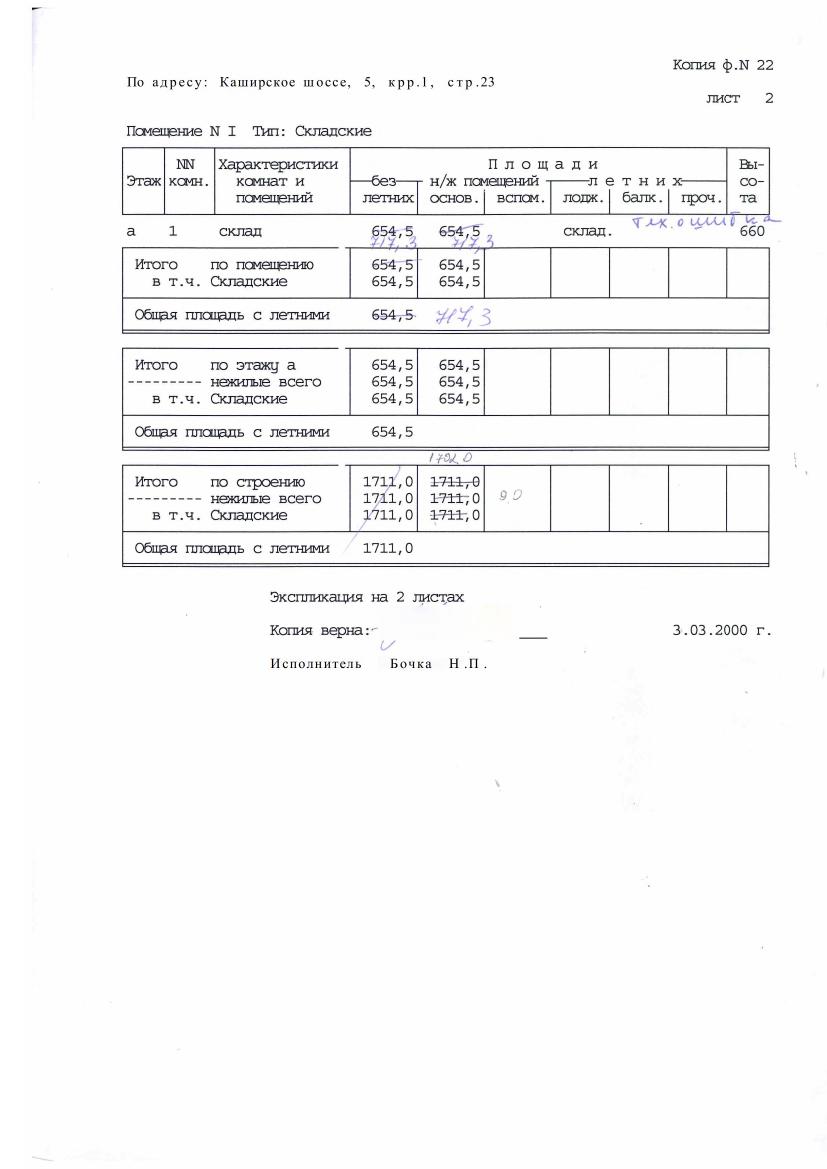 Копия ф.N 22
По адресу: Каширское шоссе, 5, крр.1, стр.23
лист 2
Помещение N I Тип: Складские
Этаж NN комн. Характеристики комнат и помещений Площади Вы-
без летних н/ж помещений летних со-
основ. вспом. лодж. балк. проч. та
тех. ошибка
а 1 склад 654,5 654,5 склад. 660
717,3 717,3
Итого по помещению 654,5 654,5
в т.ч. Складские 654,5 654,5
Общая площадь с летними 654,5 717,3
Итого по этажу а 654,5 654,5
--------- нежилые всего 654,5 654,5
в т.ч. Складские 654,5 654,5
Общая площадь с летними 654,5
Итого по строению 1711,0 1711,0
--------- нежилые всего 1711,0 1711,0 9,0
в т.ч. Складские 1711,0 1711,0
Общая площадь с летними 1711,0
Экспликация на 2 листах
Копия верна: 3.03.2000 г.
Исполнитель Бочка Н.П.